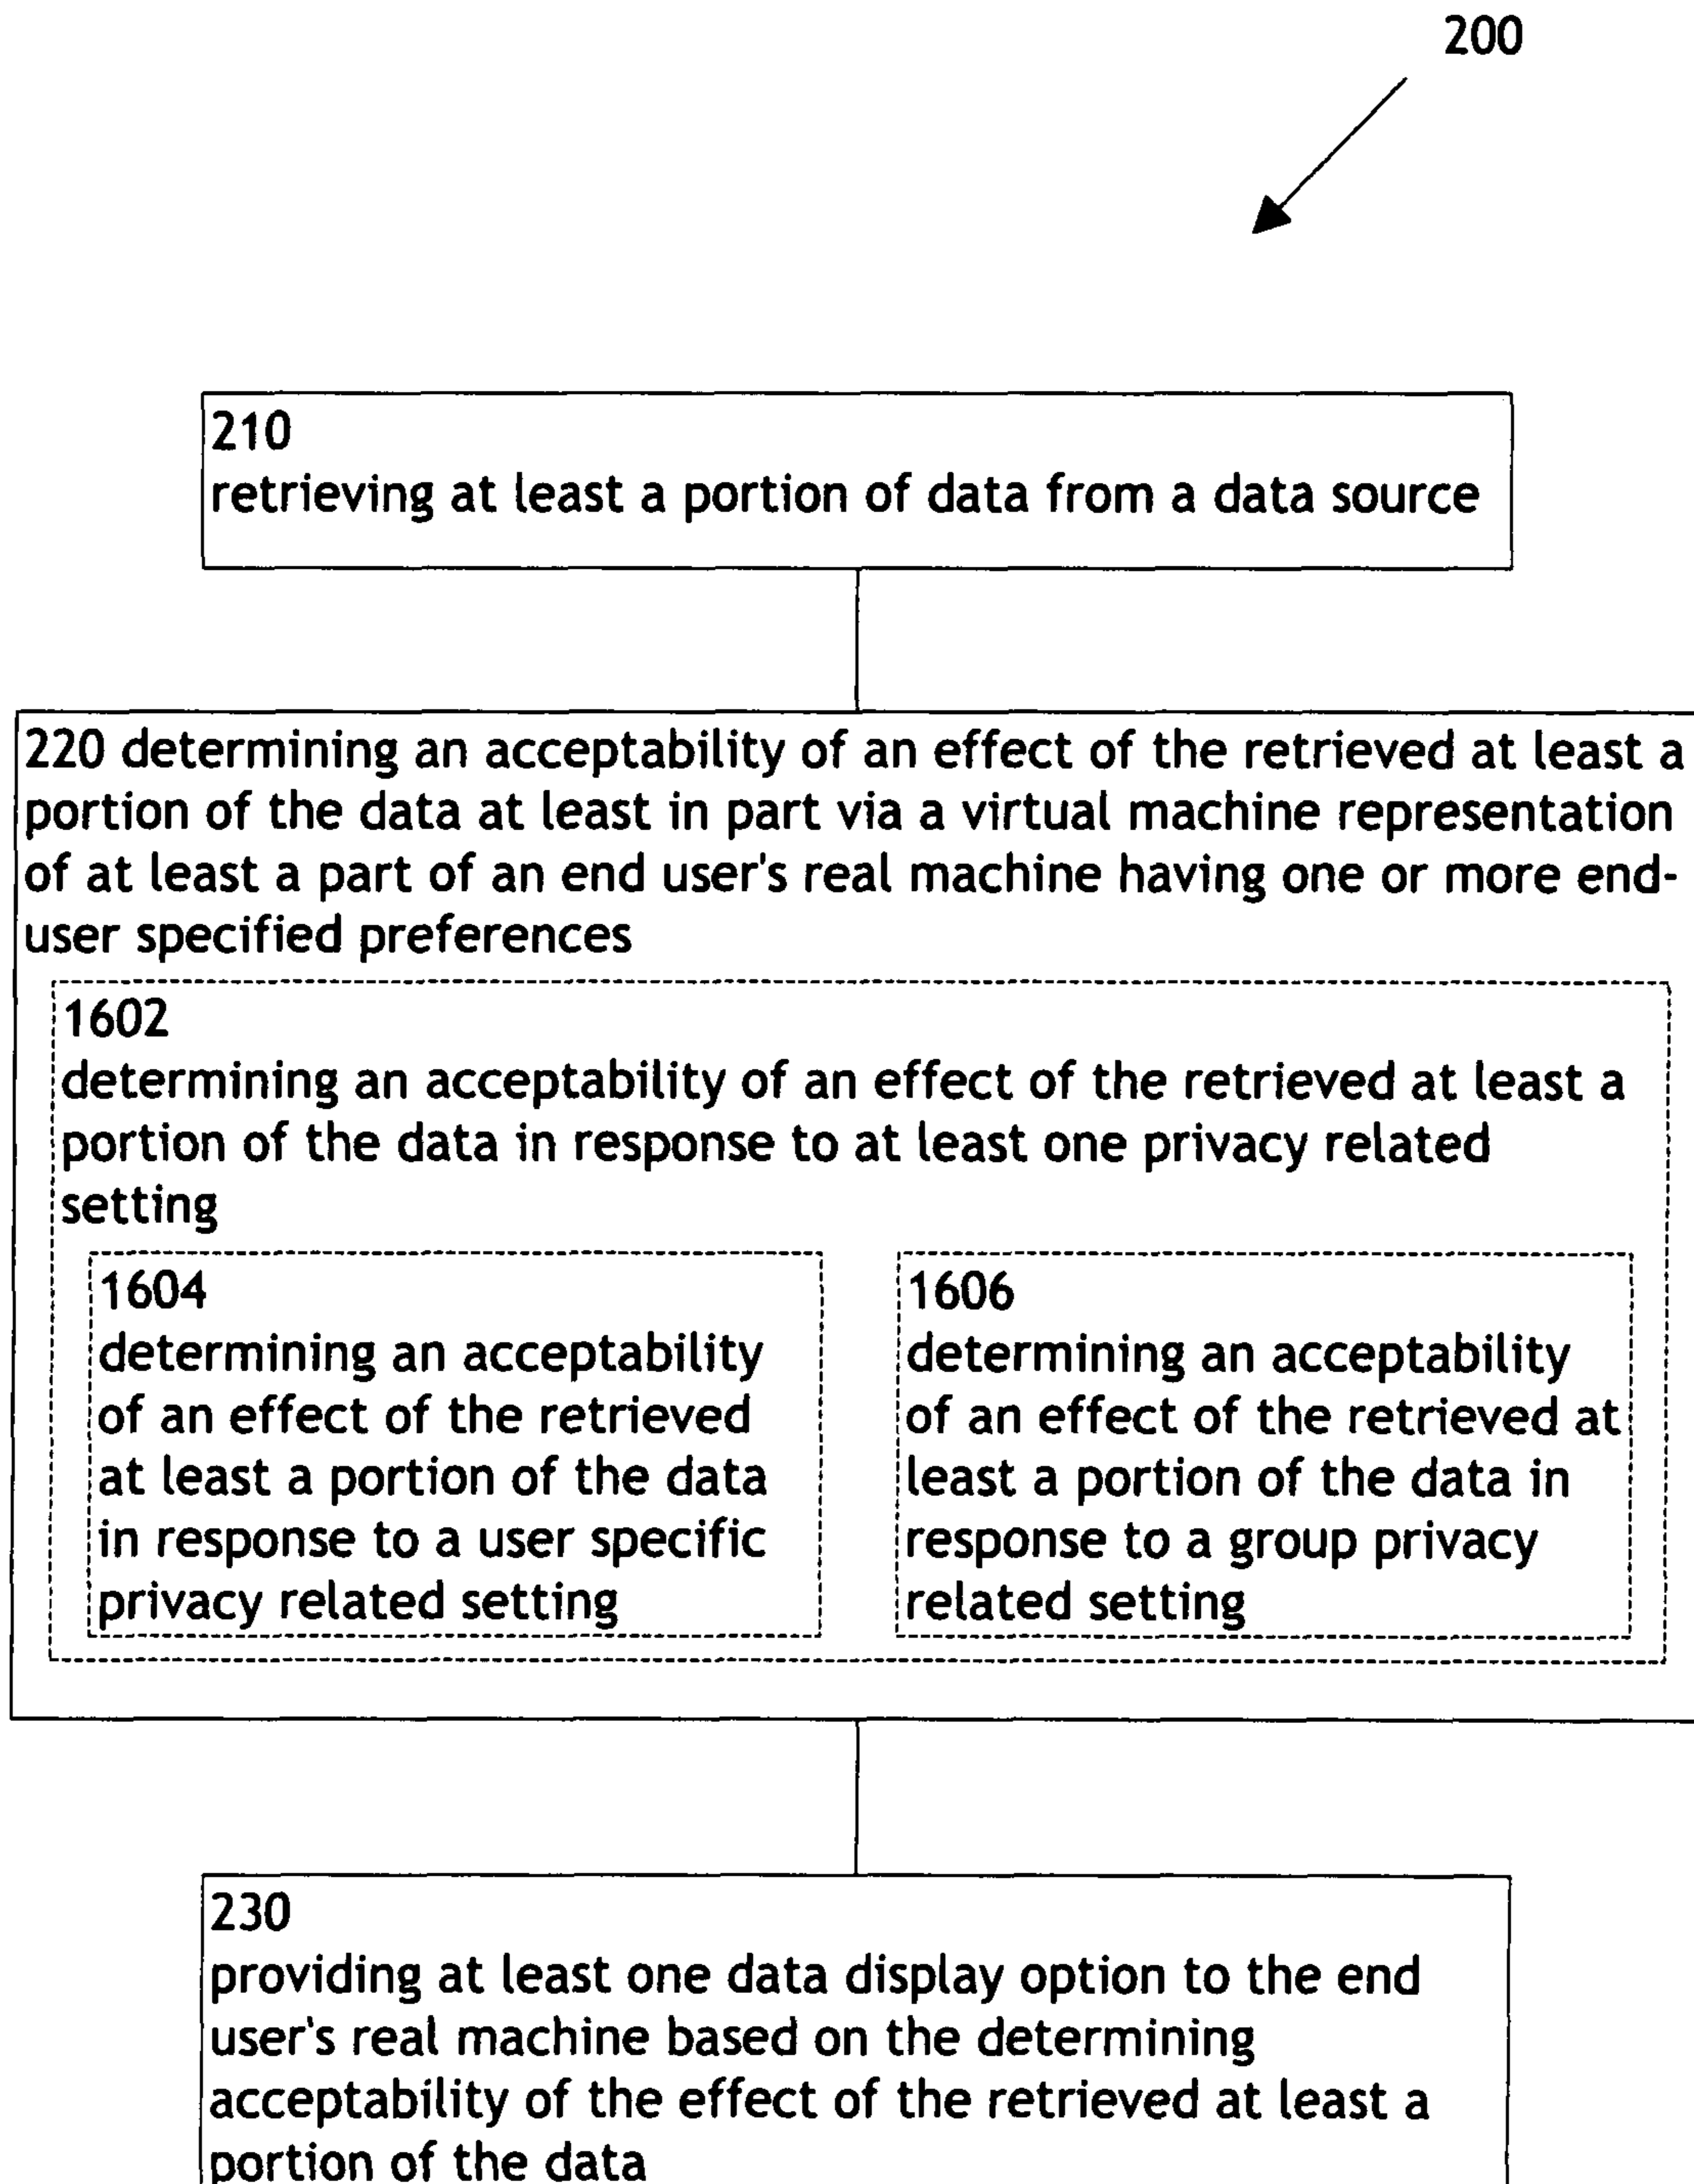 200
210
retrieving at least a portion of data from a data source
220 determining an acceptability of an effect of the retrieved at least a
portion of the data at least in part via a virtual machine representation
of at least a part of an end user's real machine having one or more end-
user specified preferences
1602
determining an acceptability of an effect of the retrieved at least a
portion of the data in response to at least one privacy related
setting
1604
determining an acceptability
of an effect of the retrieved
at least a portion of the data
in response to a user specific
privacy related setting
1606
determining an acceptability
of an effect of the retrieved at
least a portion of the data in
response to a group privacy
related setting
230
providing at least one data display option to the end
user's real machine based on the determining
acceptability of the effect of the retrieved at least a
portion of the data